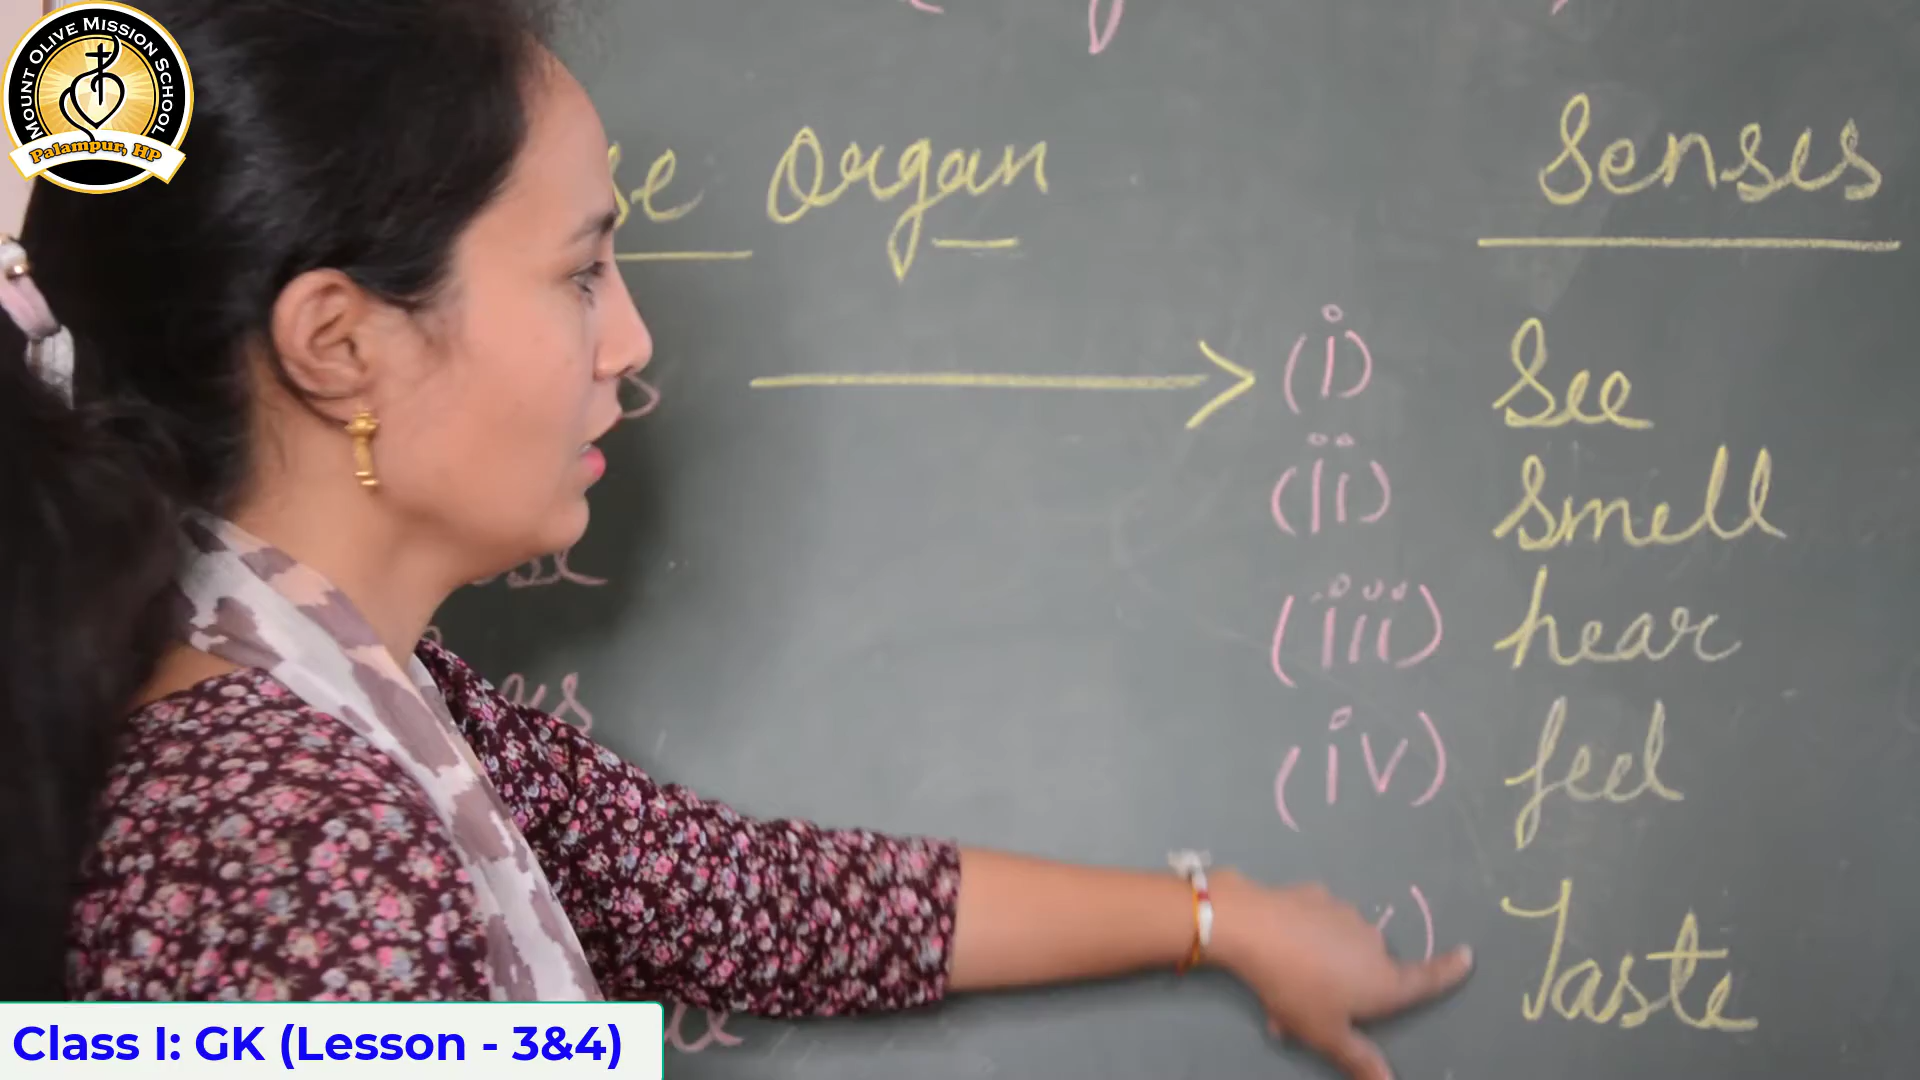 MOUNT OLIVE MISSION SCHOOL
Palampur, HP
Organ Senses
(i) See
(ii) Smell
(iii) hear
(iv) feel
Taste
Class I: GK (Lesson - 3&4)